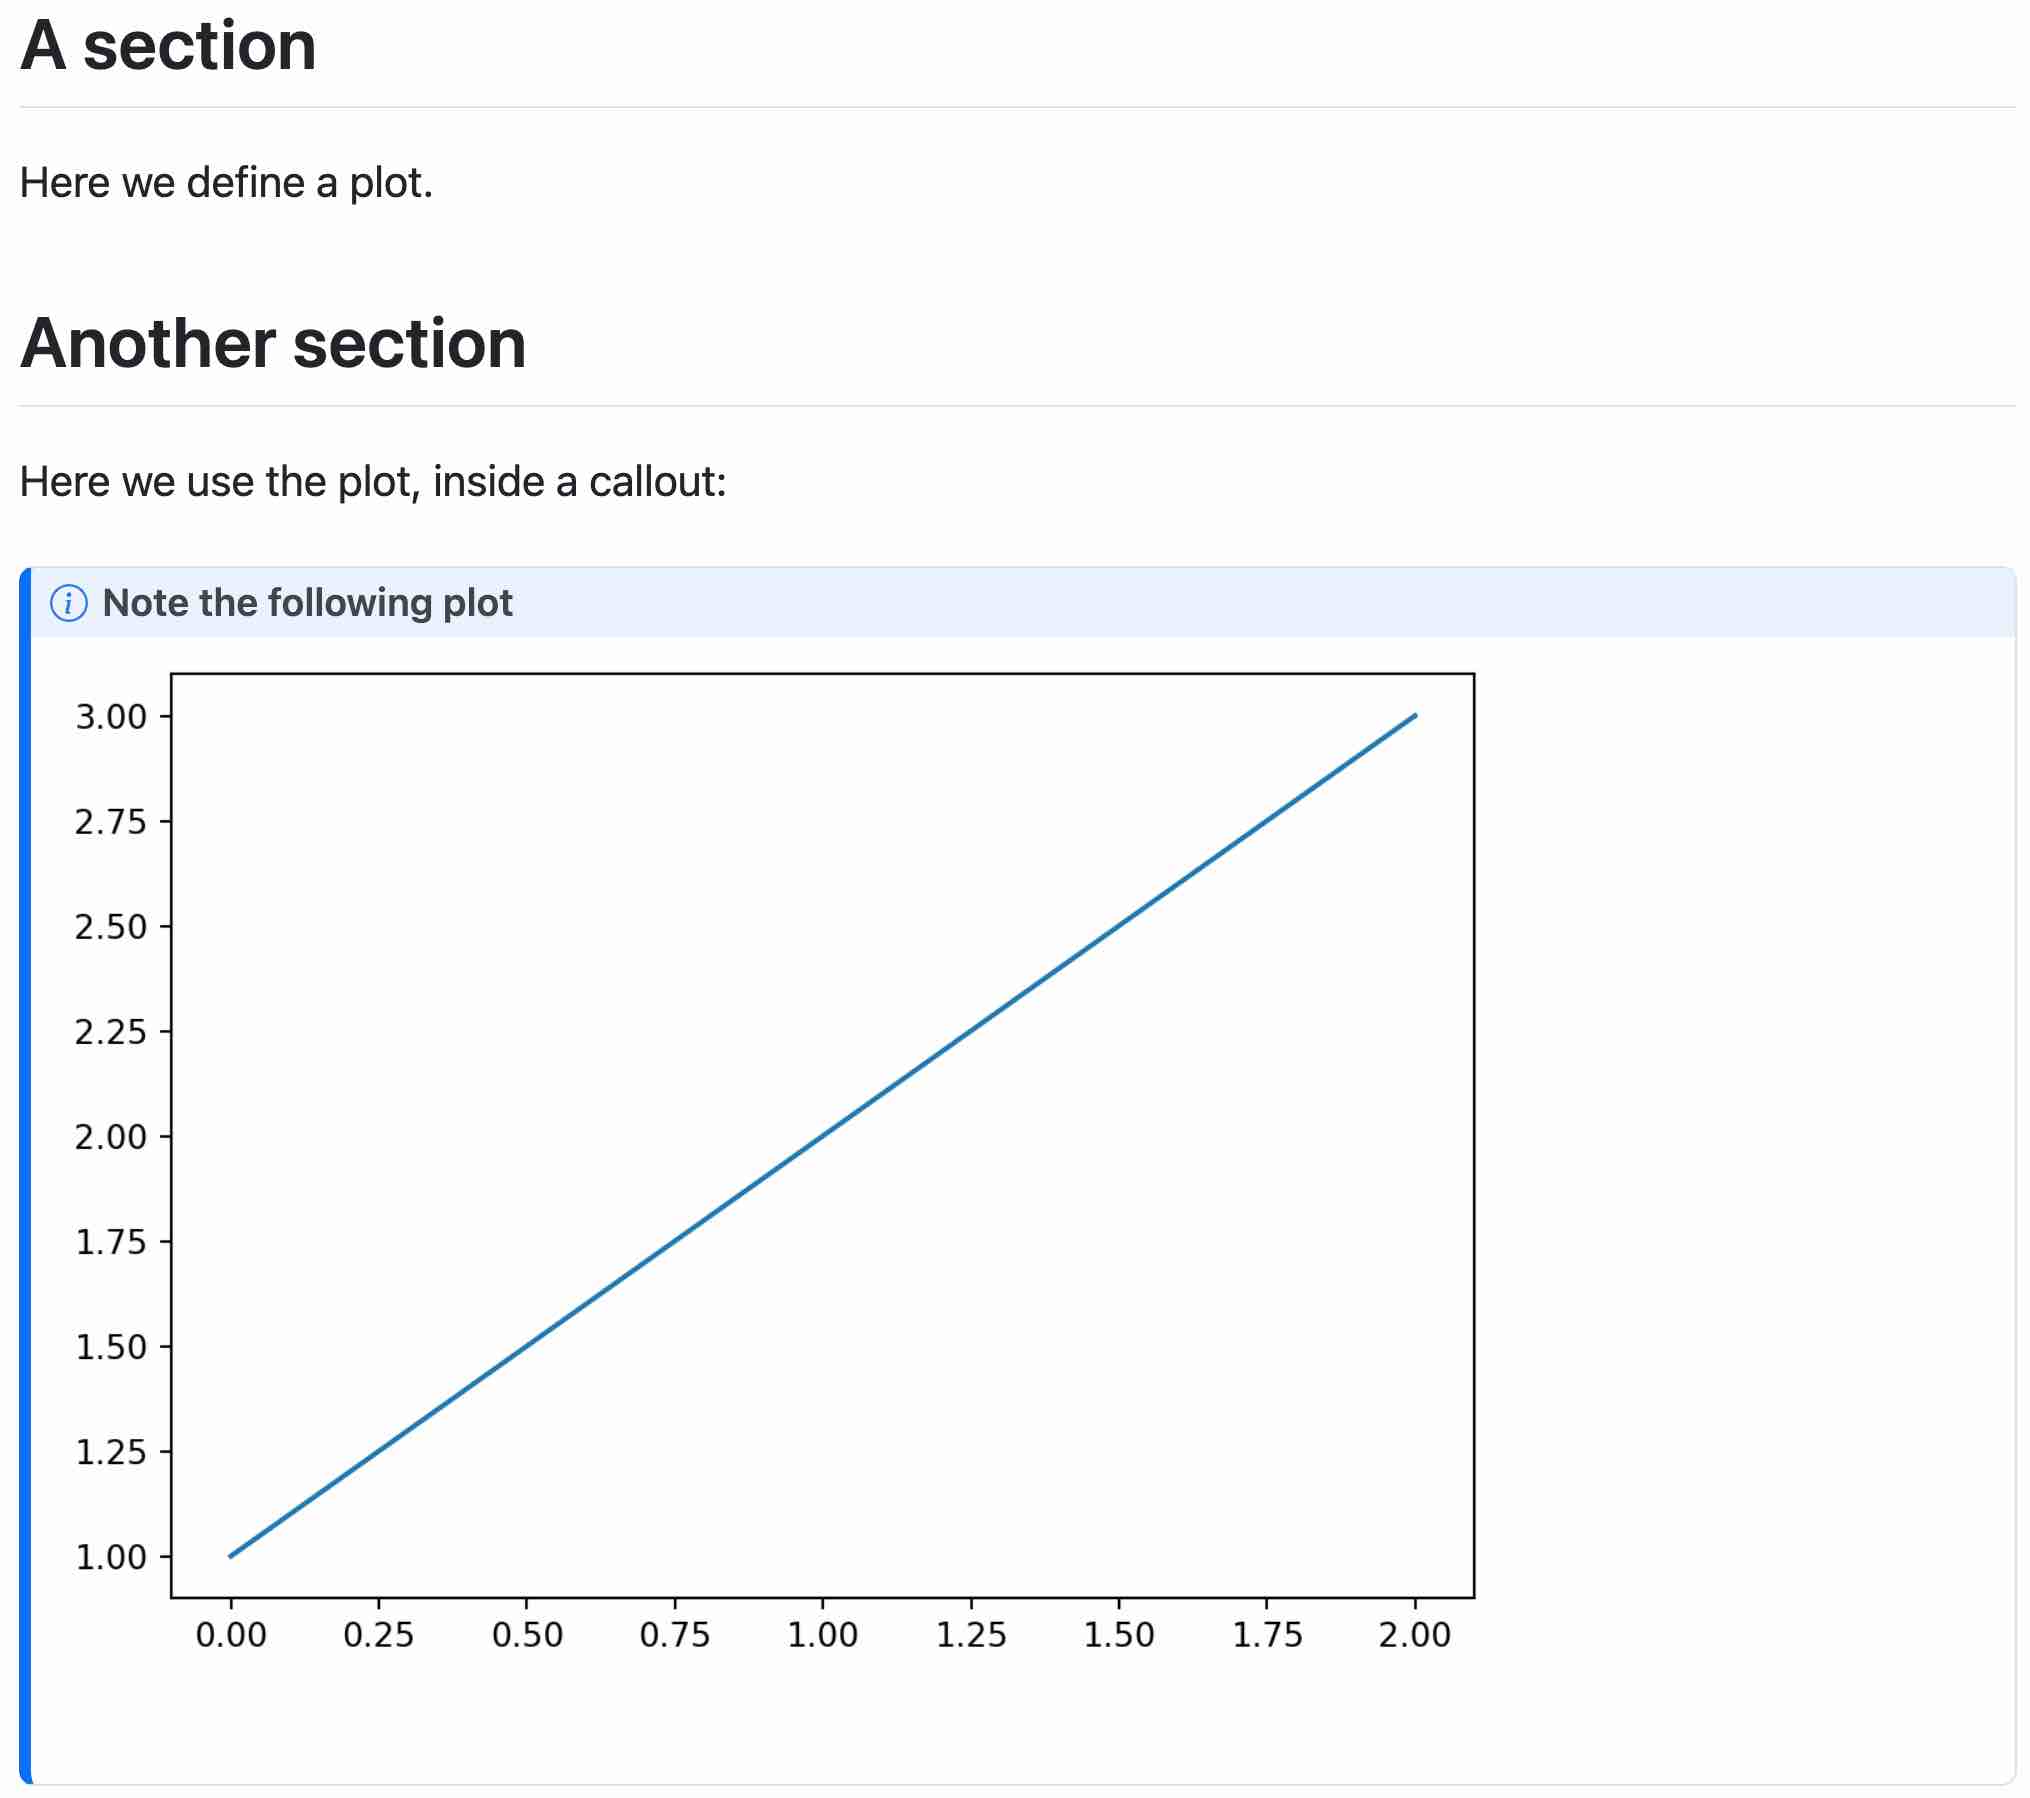 A section
Here we define a plot.
Another section
Here we use the plot, inside a callout:
Note the following plot
3.00
2.75
2.50
2.25
2.00
1.75
1.50
1.25
1.00
0.00 0.25 0.50 0.75 1.00 1.25 1.50 1.75 2.00